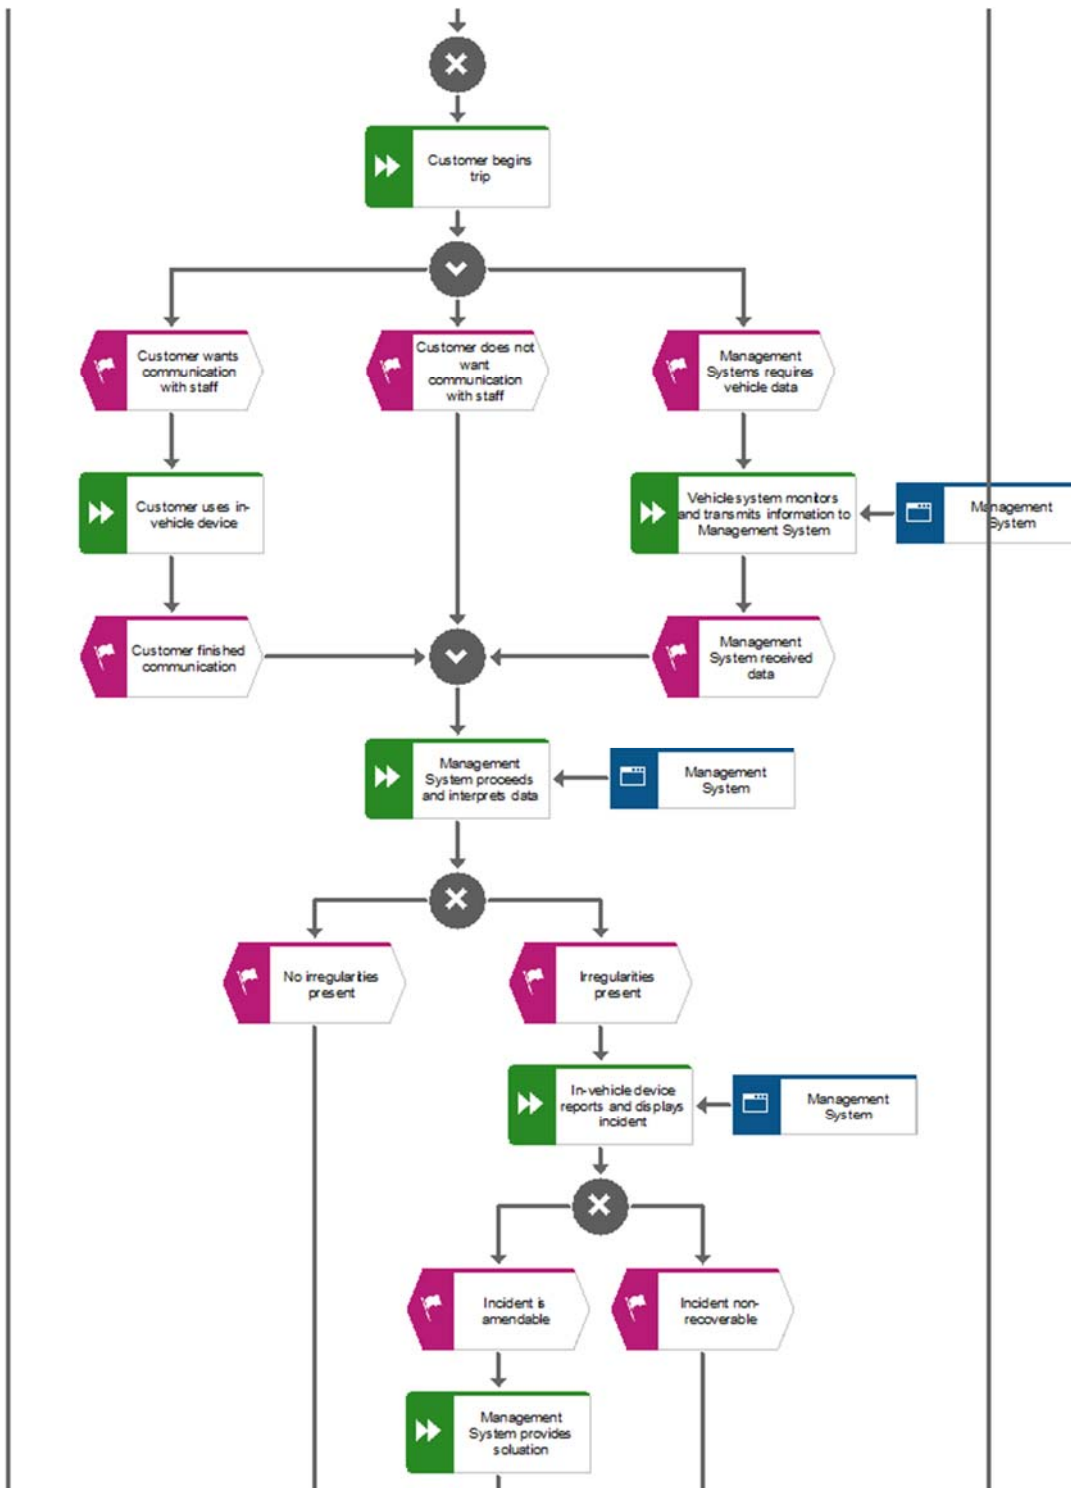 Customer begins
trip
Customer wants
communication
with staff
Customer does not
want
communication
with staff
Management
Systems requires
vehicle data
Customer uses in-
vehicle device
Vehicle system monitors
and transmits information to
Management System
Management
System
Customer finished
communication
Management
System received
data
Management
System proceeds
and interprets data
Management
System
No irregularities
present
Irregularities
present
In-vehicle device
reports and displays
incident
Management
System
Incident is
amendable
Incident non-
recoverable
Management
System provides
soluation